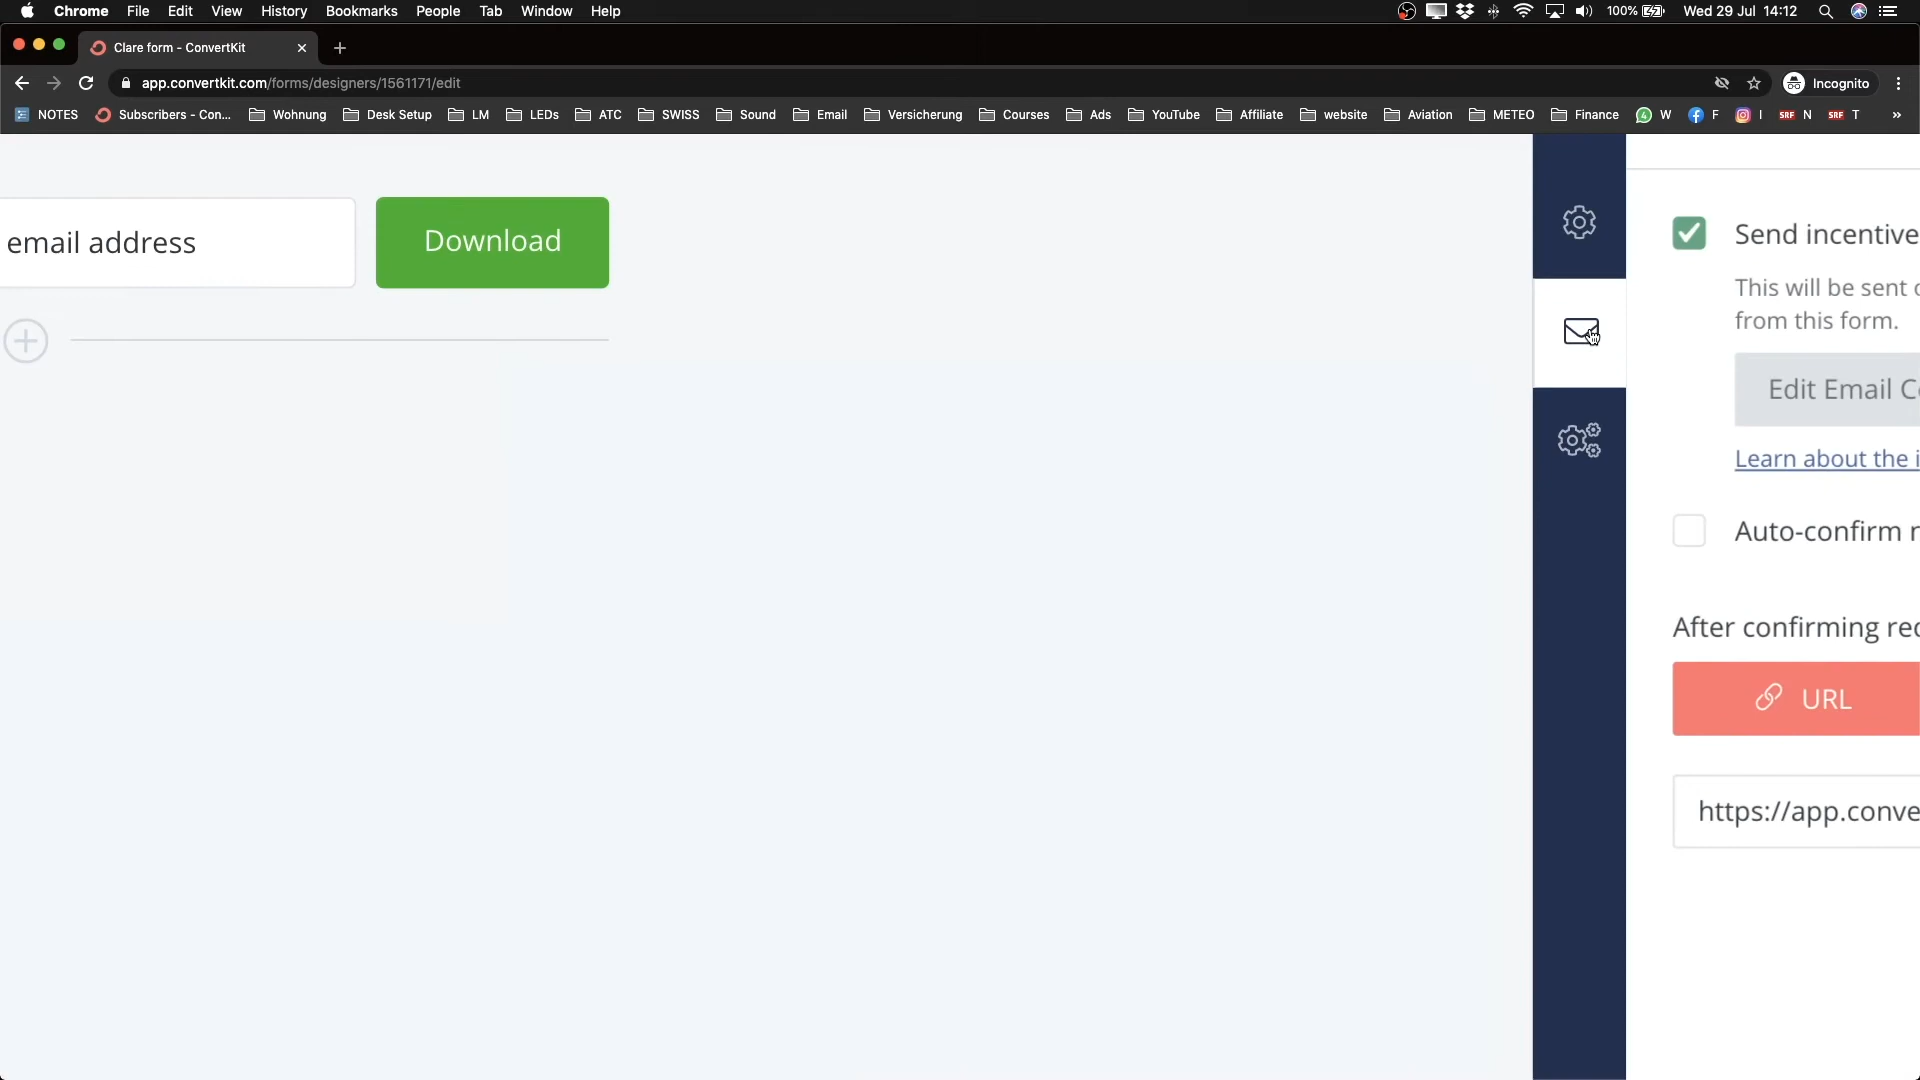 Chrome File Edit View History Bookmarks People Tab Window Help
100% Wed 29 Jul 14:12
Clare form - ConvertKit
app.convertkit.com/forms/designers/1561171/edit
Incognito
NOTES Subscribers - Con... Wohnung Desk Setup LM LEDs ATC SWISS Sound Email Versicherung Courses Ads YouTube Affiliate website Aviation METEO Finance W F I SRF N SRF T »
email address
Download
Send incentive
This will be sent
from this form.
Edit Email
Learn about the
Auto-confirm
After confirming
URL
https://app.conve